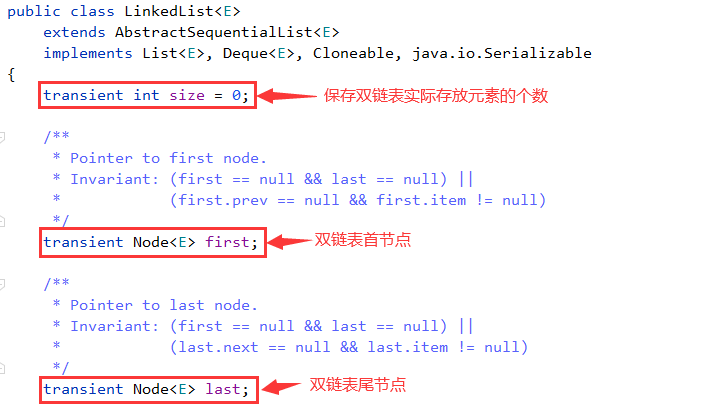 public class LinkedList<E>
extends AbstractSequentialList<E>
implements List<E>, Deque<E>, Cloneable, java.io.Serializable
{
transient int size = 0; 保存双链表实际存放元素的个数
/**
* Pointer to first node.
* Invariant: (first == null && last == null) ||
* (first.prev == null && first.item != null)
*/
transient Node<E> first; 双链表首节点
/**
* Pointer to last node.
* Invariant: (first == null && last == null) ||
* (last.next == null && last.item != null)
*/
transient Node<E> last; 双链表尾节点